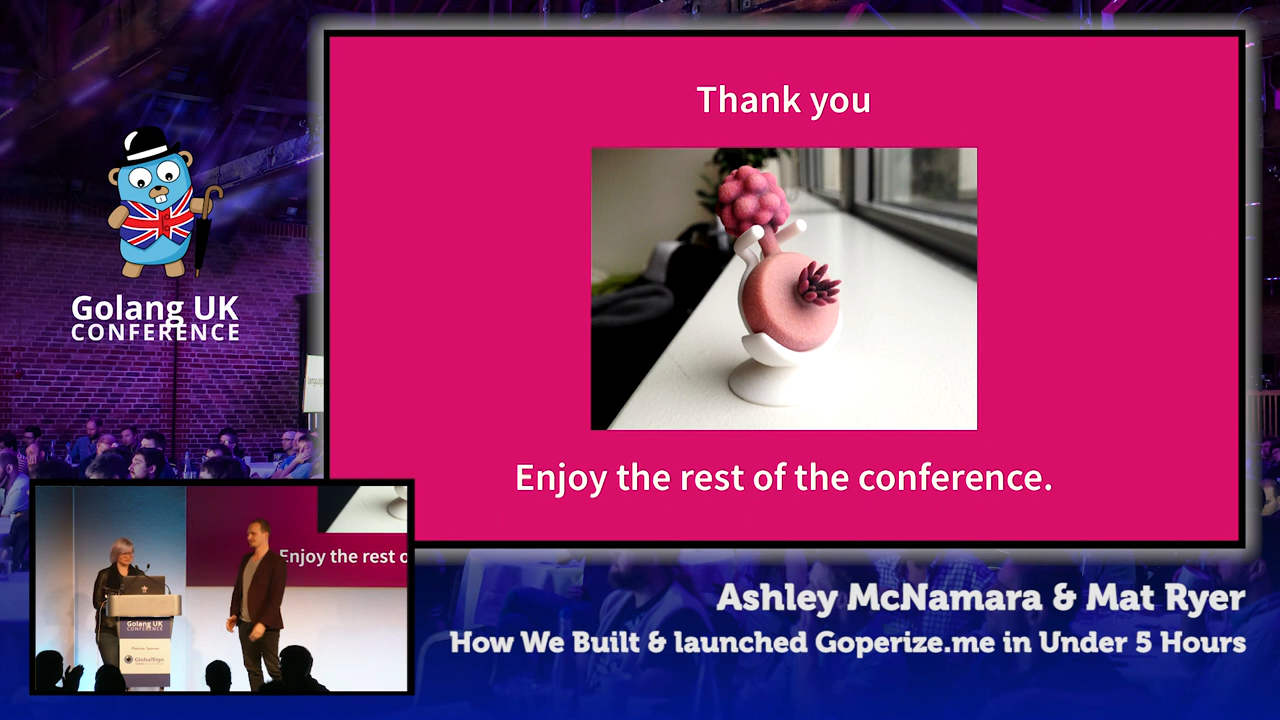 Thank you
Enjoy the rest of the conference.
Golang UK
CONFERENCE
Enjoy the rest o
Golang UK
CONFERENCE
GlobalSign
Ashley McNamara & Mat Ryer
How We Built & launched Goperize.me in Under 5 Hours